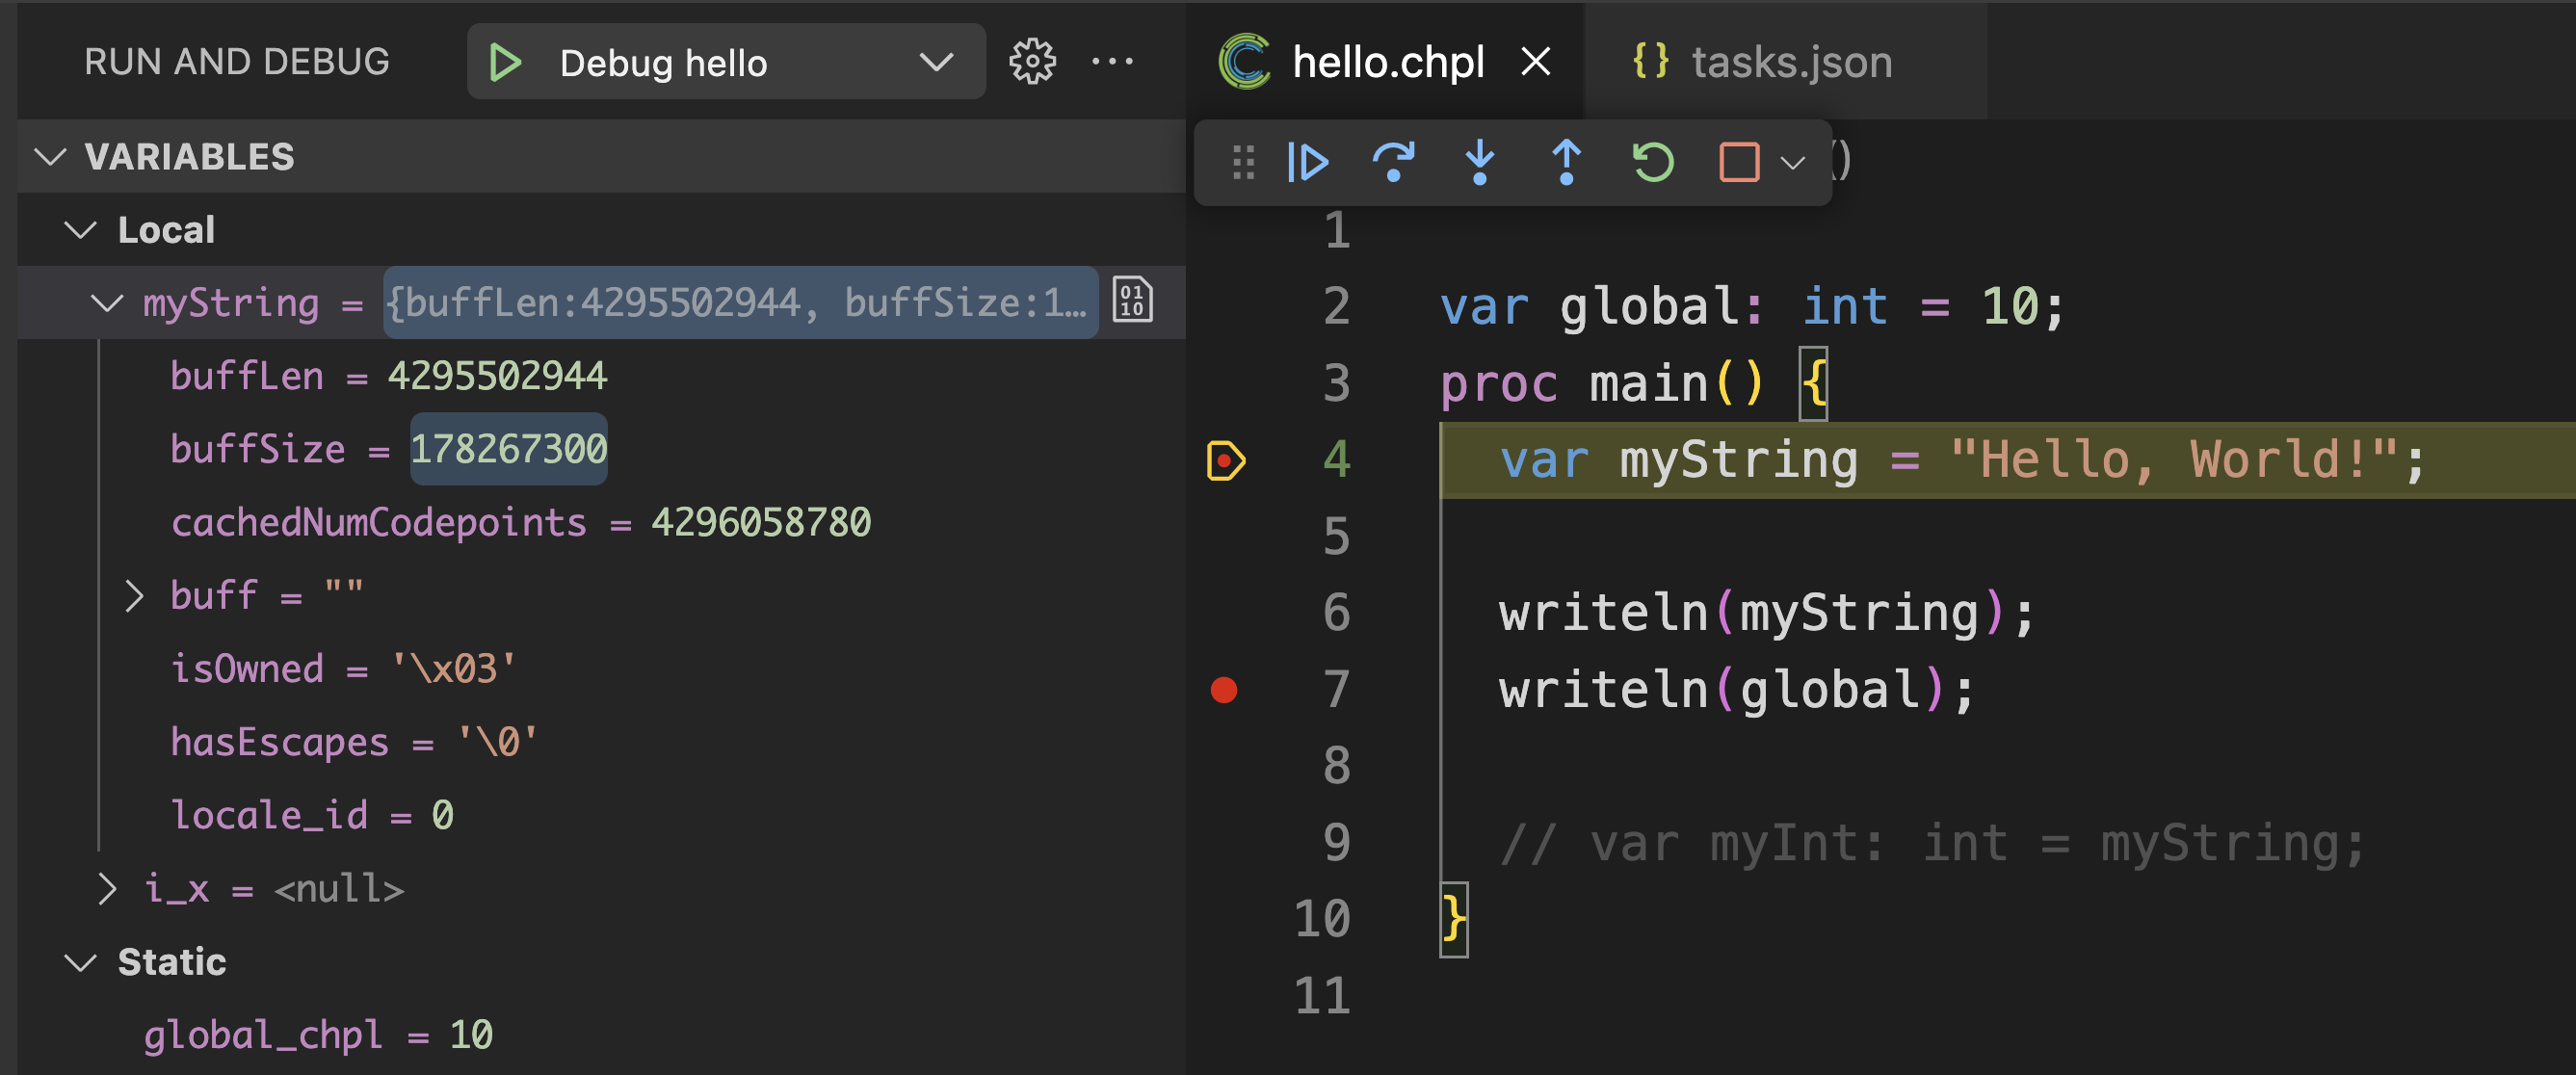 RUN AND DEBUG
Debug hello
VARIABLES
Local
myString = {buffLen:4295502944, buffSize:1…
buffLen = 4295502944
buffSize = 178267300
cachedNumCodepoints = 4296058780
buff = ""
isOwned = '\x03'
hasEscapes = '\0'
locale_id = 0
i_x = <null>
Static
global_chpl = 10
hello.chpl
{} tasks.json
()
1
2 var global: int = 10;
3 proc main() {
4 var myString = "Hello, World!";
5
6 writeln(myString);
7 writeln(global);
8
9 // var myInt: int = myString;
10 }
11